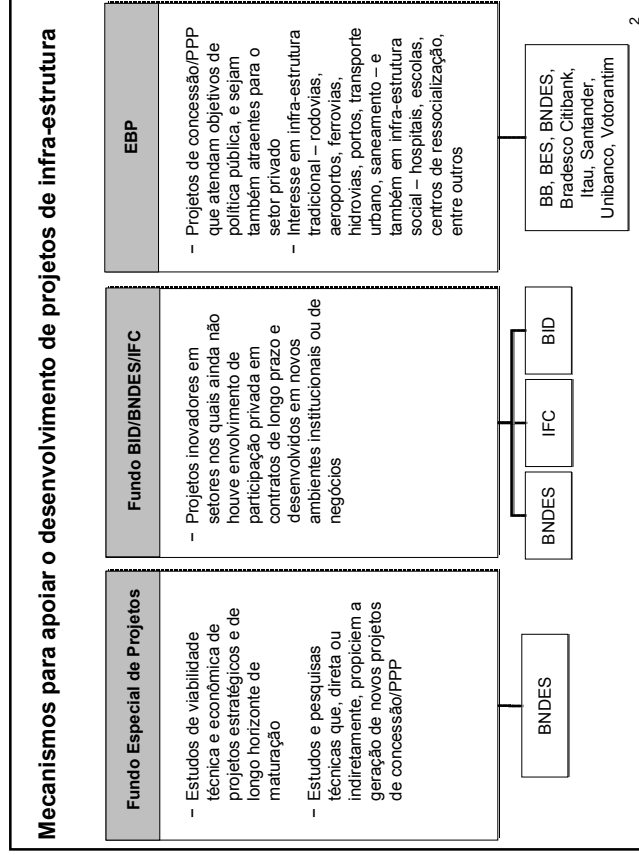 Mecanismos para apoiar o desenvolvimento de projetos de infra-estrutura
Fundo Especial de Projetos
– Estudos de viabilidade
técnica e econômica de
projetos estratégicos e de
longo horizonte de
maturação
– Estudos e pesquisas
técnicas que, direta ou
indiretamente, propiciem a
geração de novos projetos
de concessão/PPP
BNDES
Fundo BID/BNDES/IFC
– Projetos inovadores em
setores nos quais ainda não
houve envolvimento de
participação privada em
contratos de longo prazo e
desenvolvidos em novos
ambientes institucionais ou de
negócios
BNDES
IFC
BID
EBP
– Projetos de concessão/PPP
que atendam objetivos de
política pública, e sejam
também atraentes para o
setor privado
– Interesse em infra-estrutura
tradicional – rodovias,
aeroportos, ferrovias,
hidrovias, portos, transporte
urbano, saneamento – e
também em infra-estrutura
social – hospitais, escolas,
centros de ressocialização,
entre outros
BB, BES, BNDES,
Bradesco Citibank,
Itau, Santander,
Unibanco, Votorantim
2